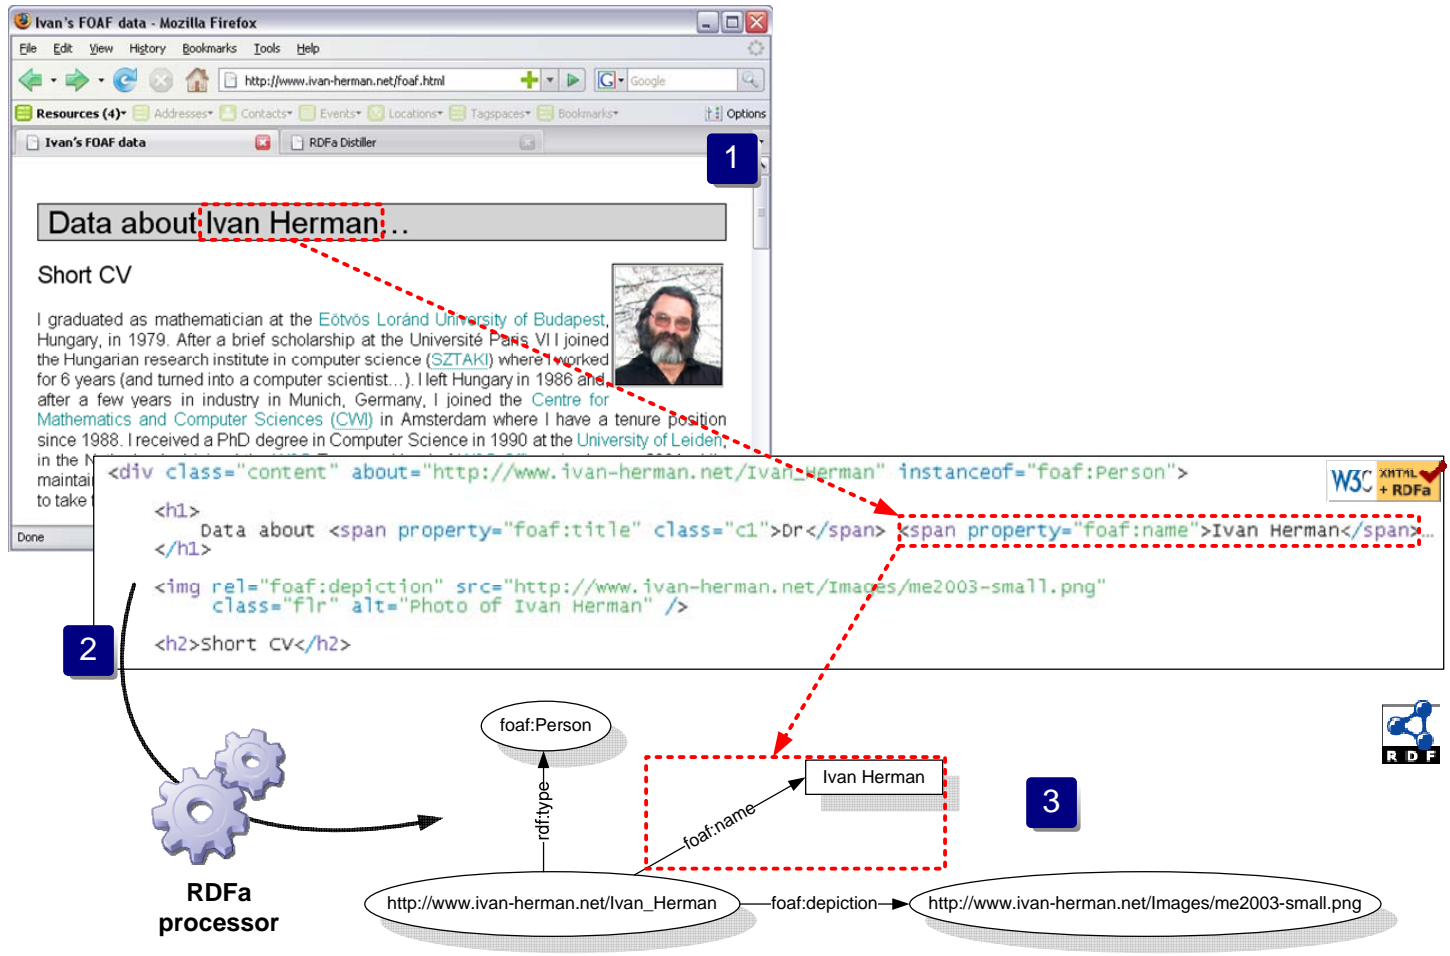 Ivan's FOAF data - Mozilla Firefox
File Edit View History Bookmarks Tools Help
http://www.ivan-herman.net/foaf.html
G Google
Resources (4) Addresses Contacts Events Locations Tagspaces Bookmarks Options
Ivan's FOAF data RDFa Distiller
1
Data about Ivan Herman...
Short CV
I graduated as mathematician at the Eötvös Loránd University of Budapest,
Hungary, in 1979. After a brief scholarship at the Université Paris VI I joined
the Hungarian research institute in computer science (SZTAKI) where I worked
for 6 years (and turned into a computer scientist...). I left Hungary in 1986 and,
after a few years in industry in Munich, Germany, I joined the Centre for
Mathematics and Computer Sciences (CWI) in Amsterdam where I have a tenure position
since 1988. I received a PhD degree in Computer Science in 1990 at the University of Leiden,
in the
maintai
to take
Done
<div class="content" about="http://www.ivan-herman.net/Ivan_Herman" instanceof="foaf:Person">
W3C XHTML + RDFa
<h1>
Data about <span property="foaf:title" class="c1">Dr</span> <span property="foaf:name">Ivan Herman</span>...
</h1>
<img rel="foaf:depiction" src="http://www.ivan-herman.net/Images/me2003-small.png"
class="flr" alt="Photo of Ivan Herman" />
<h2>Short CV</h2>
2
foaf:Person
RDF
Ivan Herman
3
rdf:type
foaf:name
RDFa
processor
http://www.ivan-herman.net/Ivan_Herman
foaf:depiction
http://www.ivan-herman.net/Images/me2003-small.png